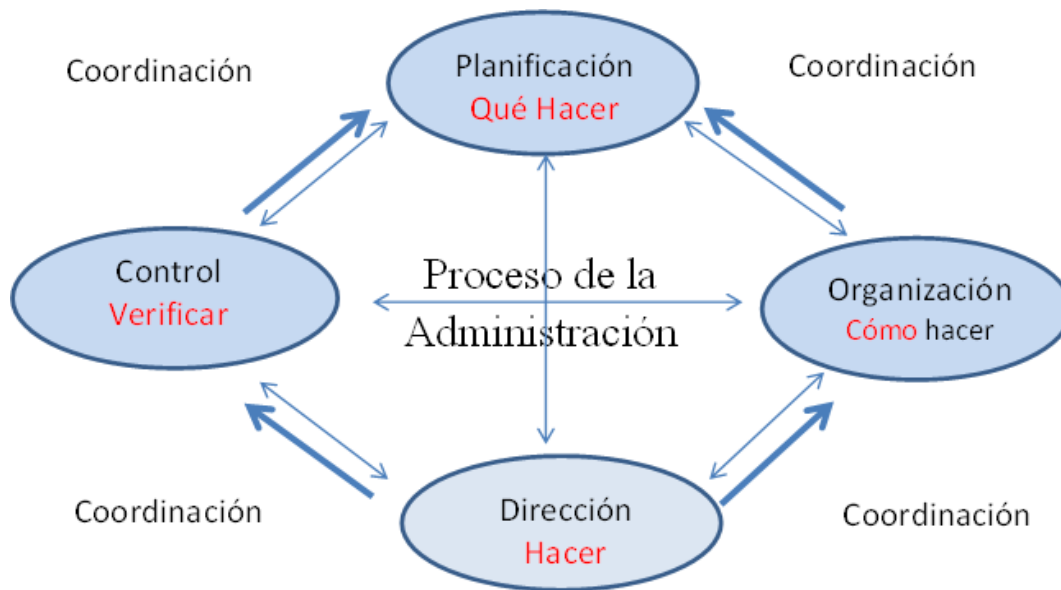 Coordinación
Planificación
Qué Hacer
Coordinación
Control
Verificar
Proceso de la
Administración
Organización
Cómo hacer
Coordinación
Dirección
Hacer
Coordinación